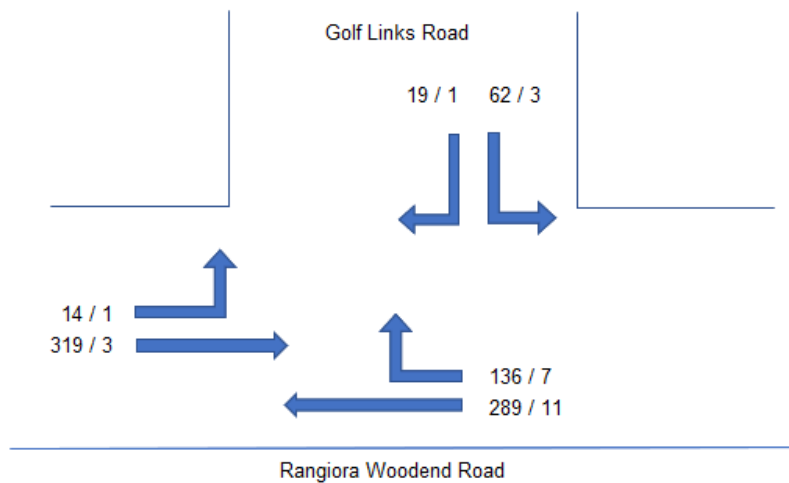 Golf Links Road
19 / 1 62 / 3
14 / 1
319 / 3
136 / 7
289 / 11
Rangiora Woodend Road